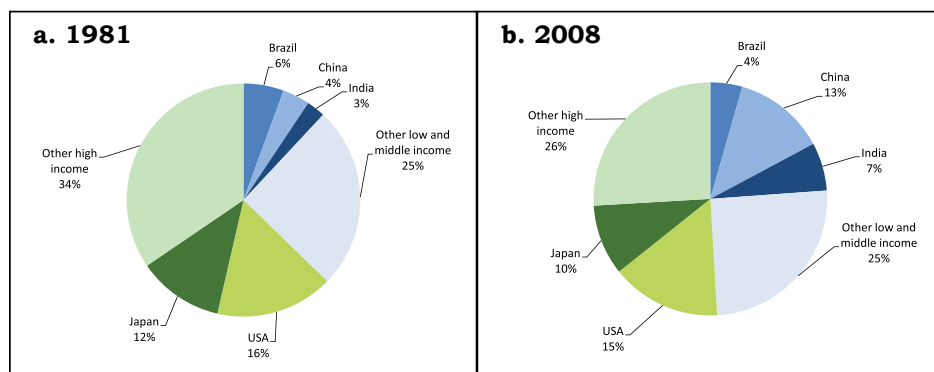 a. 1981
Brazil
6%
China
4%
India
3%
Other low and
middle income
25%
USA
16%
Japan
12%
Other high
income
34%
b. 2008
Brazil
4%
China
13%
India
7%
Other low and
middle income
25%
USA
15%
Japan
10%
Other high
income
26%